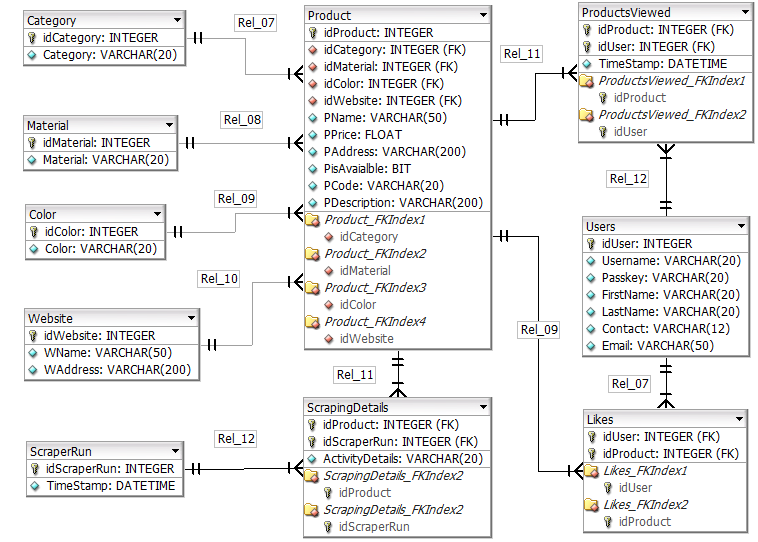 Category
idCategory: INTEGER
Category: VARCHAR(20)
Rel_07
Material
idMaterial: INTEGER
Material: VARCHAR(20)
Rel_08
Color
idColor: INTEGER
Color: VARCHAR(20)
Rel_09
Website
idWebsite: INTEGER
WName: VARCHAR(50)
WAddress: VARCHAR(200)
Rel_10
ScraperRun
idScraperRun: INTEGER
TimeStamp: DATETIME
Rel_12
Product
idProduct: INTEGER
idCategory: INTEGER (FK)
idMaterial: INTEGER (FK)
idColor: INTEGER (FK)
idWebsite: INTEGER (FK)
PName: VARCHAR(50)
PPrice: FLOAT
PAddress: VARCHAR(200)
PisAvaialble: BIT
PCode: VARCHAR(20)
PDescription: VARCHAR(200)
Product_FKIndex1
idCategory
Product_FKIndex2
idMaterial
Product_FKIndex3
idColor
Product_FKIndex4
idWebsite
Rel_11
ScrapingDetails
idProduct: INTEGER (FK)
idScraperRun: INTEGER (FK)
ActivityDetails: VARCHAR(20)
ScrapingDetails_FKIndex2
idProduct
ScrapingDetails_FKIndex2
idScraperRun
Rel_11
Rel_09
ProductsViewed
idProduct: INTEGER (FK)
idUser: INTEGER (FK)
TimeStamp: DATETIME
ProductsViewed_FKIndex1
idProduct
ProductsViewed_FKIndex2
idUser
Rel_12
Users
idUser: INTEGER
Username: VARCHAR(20)
Passkey: VARCHAR(20)
FirstName: VARCHAR(20)
LastName: VARCHAR(20)
Contact: VARCHAR(12)
Email: VARCHAR(50)
Rel_07
Likes
idUser: INTEGER (FK)
idProduct: INTEGER (FK)
Likes_FKIndex1
idUser
Likes_FKIndex2
idProduct